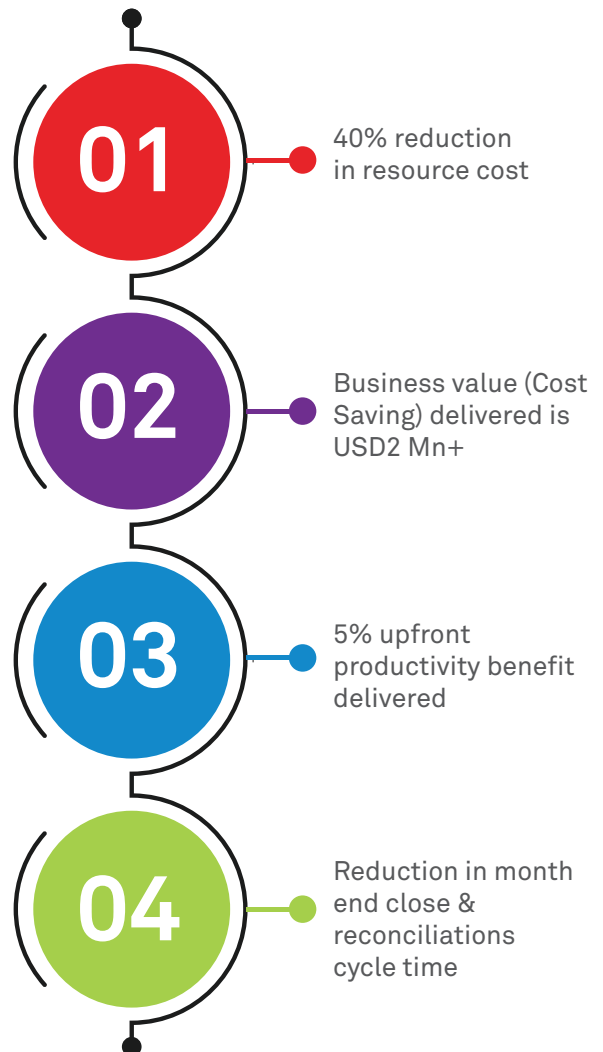 01
40% reduction
in resource cost
02
Business value (Cost
Saving) delivered is
USD2 Mn+
03
5% upfront
productivity benefit
delivered
04
Reduction in month
end close &
reconciliations
cycle time